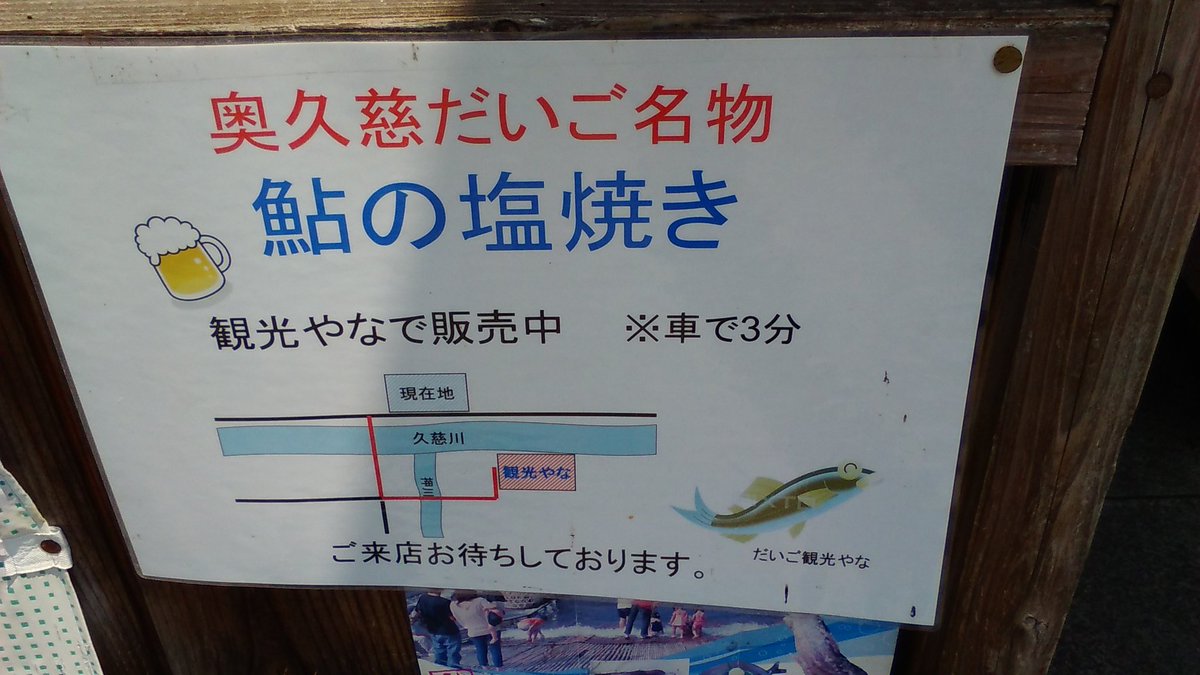 奥久慈だいご名物
鮎の塩焼き
観光やなで販売中　※車で3分
現在地
久慈川
観光やな
ご来店お待ちしております。
だいご観光やな